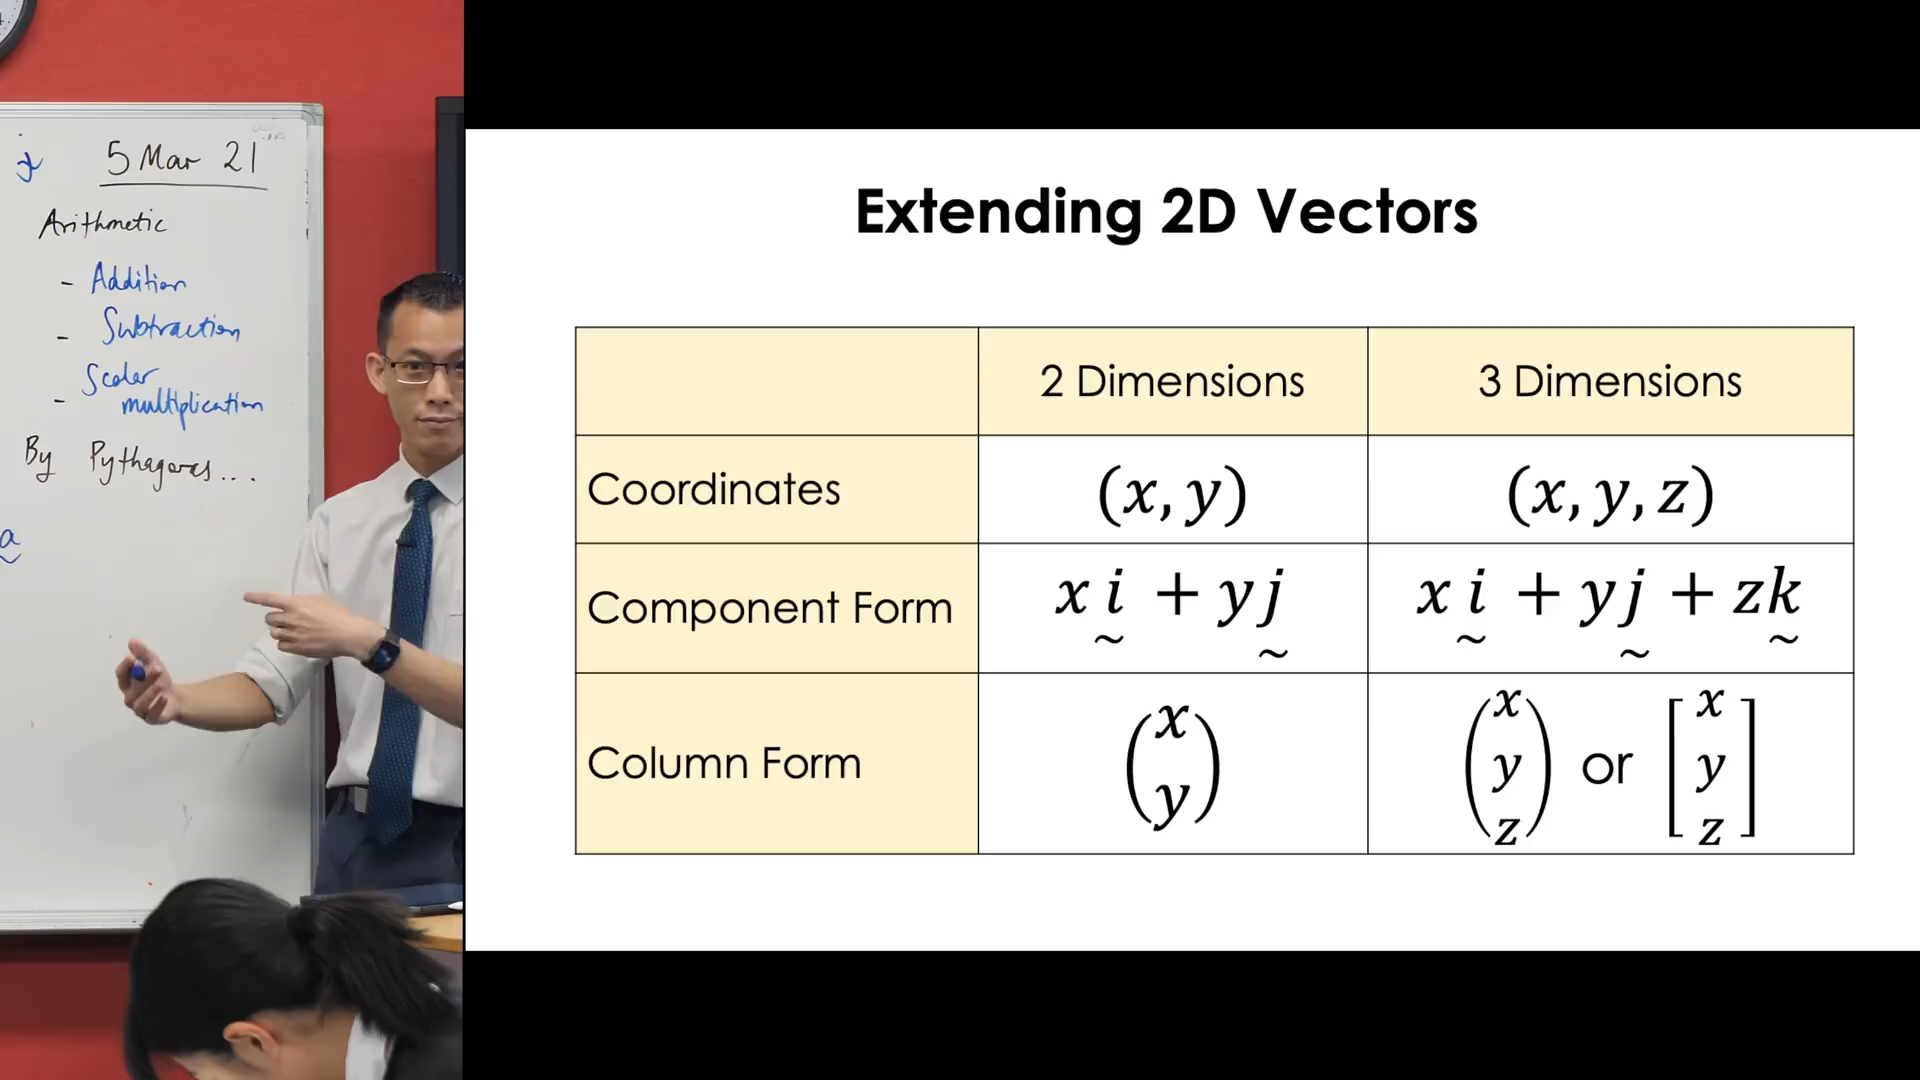 5 Mar 21
Arithmetic
- Addition
- Subtraction
- Scalar
multiplication
By Pythagoras...
a
~
Extending 2D Vectors
2 Dimensions 3 Dimensions
Coordinates (x, y) (x, y, z)
Component Form x i + y j x i + y j + z k
~ ~ ~ ~ ~
Column Form (x y) (x y z) or [x y z]